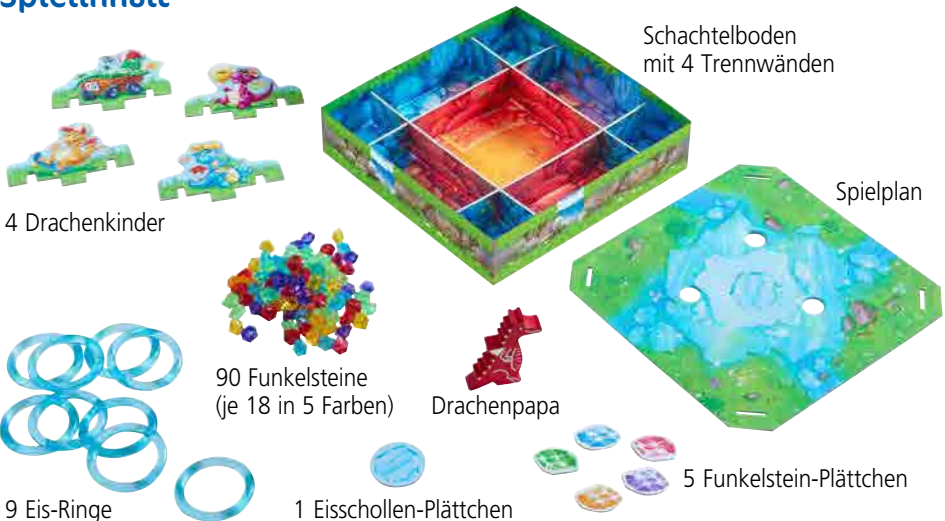 Spielinhalt
Schachtelboden
mit 4 Trennwänden
Spielplan
4 Drachenkinder
90 Funkelsteine
(je 18 in 5 Farben)
Drachenpapa
5 Funkelstein-Plättchen
9 Eis-Ringe
1 Eisschollen-Plättchen